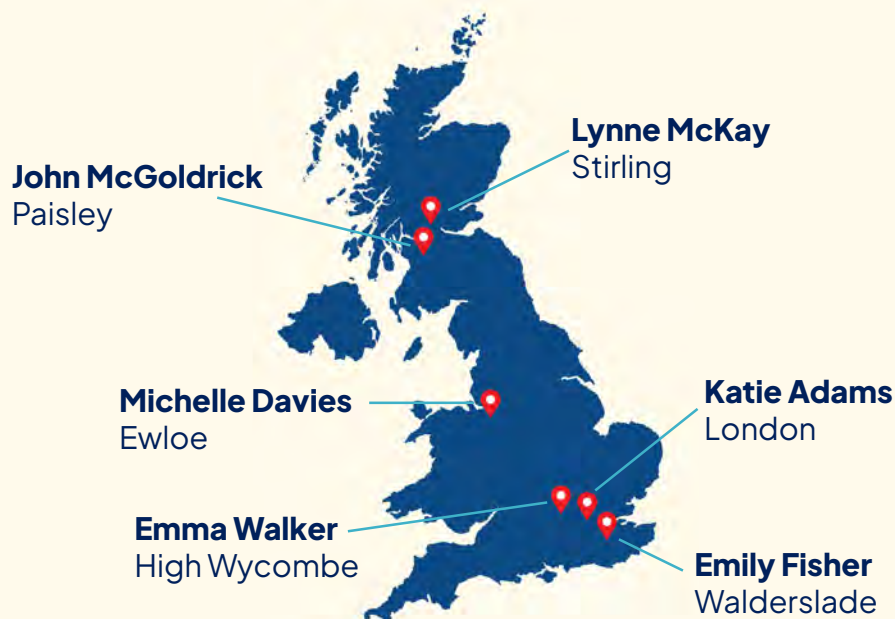 Lynne McKay
Stirling
John McGoldrick
Paisley
Michelle Davies
Ewloe
Katie Adams
London
Emma Walker
High Wycombe
Emily Fisher
Walderslade